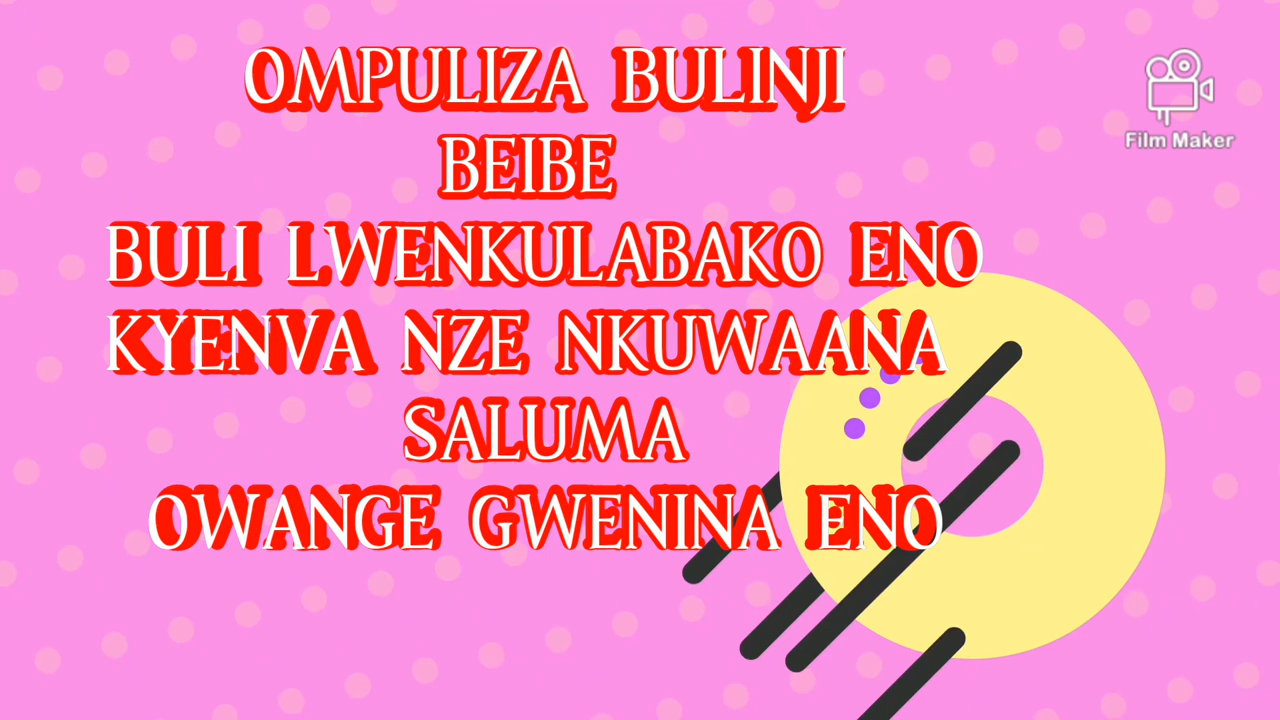 OMPULIZA BULINJI
BEIBE
BULI LWENKULABAKO ENO
KYENVA NZE NKUWAANA
SALUMA
OWANGE GWENINA ENO
Film Maker